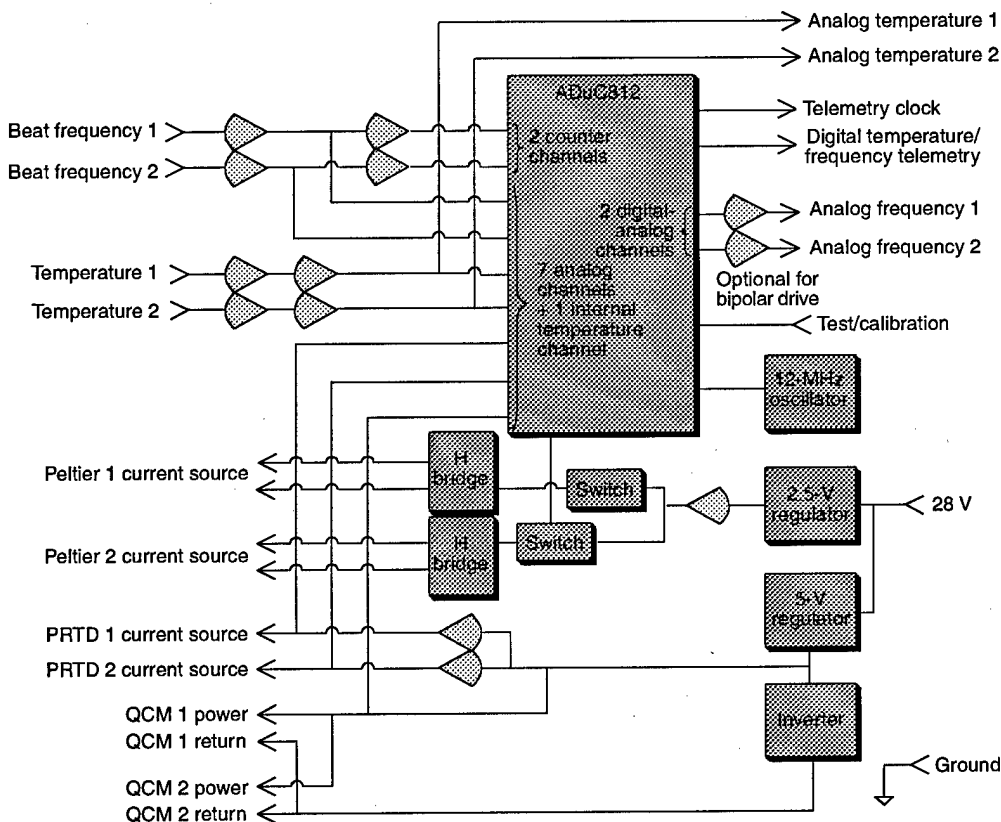 Analog temperature 1
Analog temperature 2
ADuC812
Beat frequency 1
Beat frequency 2
2 counter
channels
Telemetry clock
Digital temperature/
frequency telemetry
2 digital-
analog
channels
Analog frequency 1
Analog frequency 2
Optional for
bipolar drive
Temperature 1
Temperature 2
7 analog
channels
+ 1 internal
temperature
channel
Test/calibration
12-MHz
oscillator
Peltier 1 current source
H
bridge
Switch
2.5-V
regulator
28 V
Peltier 2 current source
H
bridge
Switch
5-V
regulator
PRTD 1 current source
PRTD 2 current source
QCM 1 power
QCM 1 return
Inverter
QCM 2 power
QCM 2 return
Ground